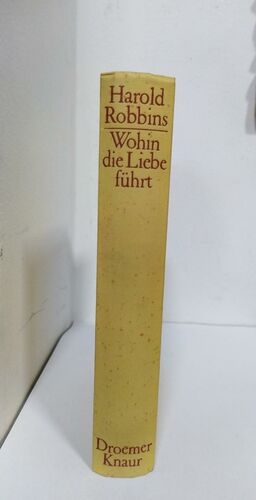 Harold
Robbins
Wohin
die Liebe
führt
Droemer
Knaur